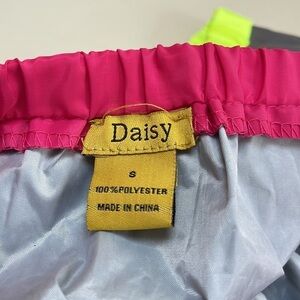 Daisy
S
100% POLYESTER
MADE IN CHINA